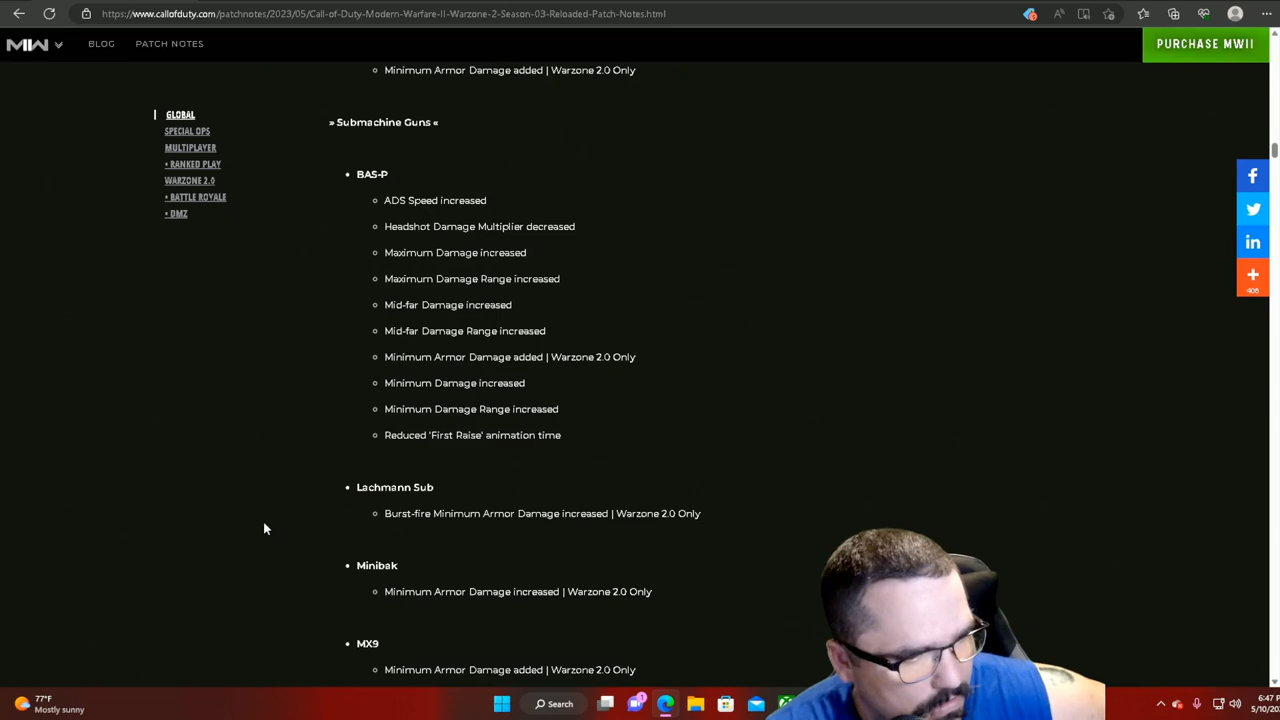 https://www.callofduty.com/patchnotes/2023/05/Call-of-Duty-Modern-Warfare-II-Warzone-2-Season-03-Reloaded-Patch-Notes.html
MW BLOG PATCH NOTES PURCHASE MWII
Minimum Armor Damage added | Warzone 2.0 Only
GLOBAL
SPECIAL OPS
MULTIPLAYER
• RANKED PLAY
WARZONE 2.0
• BATTLE ROYALE
• DMZ
» Submachine Guns «
BAS-P
ADS Speed increased
Headshot Damage Multiplier decreased
Maximum Damage increased
Maximum Damage Range increased
Mid-far Damage increased
Mid-far Damage Range increased
Minimum Armor Damage added | Warzone 2.0 Only
Minimum Damage increased
Minimum Damage Range increased
Reduced 'First Raise' animation time
Lachmann Sub
Burst-fire Minimum Armor Damage increased | Warzone 2.0 Only
Minibak
Minimum Armor Damage increased | Warzone 2.0 Only
MX9
Minimum Armor Damage added | Warzone 2.0 Only
77°F
Mostly sunny
Search
6:47 P
5/10/202